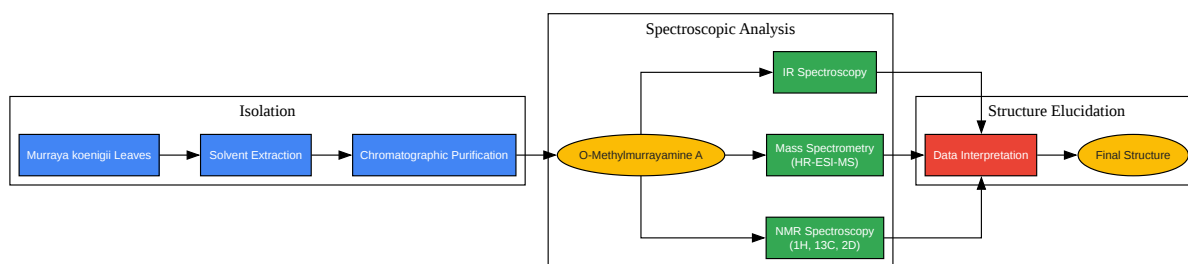 Isolation
Murraya koenigii Leaves
Solvent Extraction
Chromatographic Purification
Spectroscopic Analysis
O-Methylmurrayamine A
IR Spectroscopy
Mass Spectrometry
(HR-ESI-MS)
NMR Spectroscopy
(1H, 13C, 2D)
Structure Elucidation
Data Interpretation
Final Structure